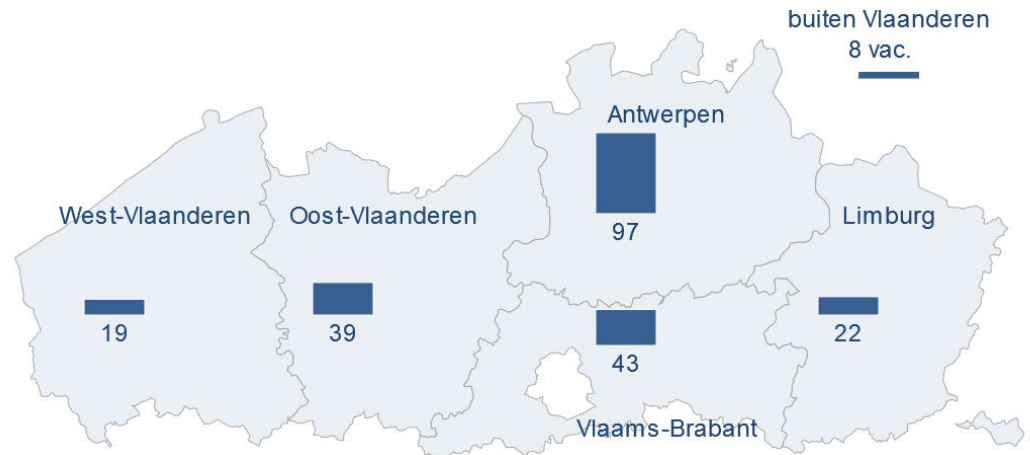 buiten Vlaanderen
8 vac.
Antwerpen
97
West-Vlaanderen
19
Oost-Vlaanderen
39
Limburg
22
43
Vlaams-Brabant